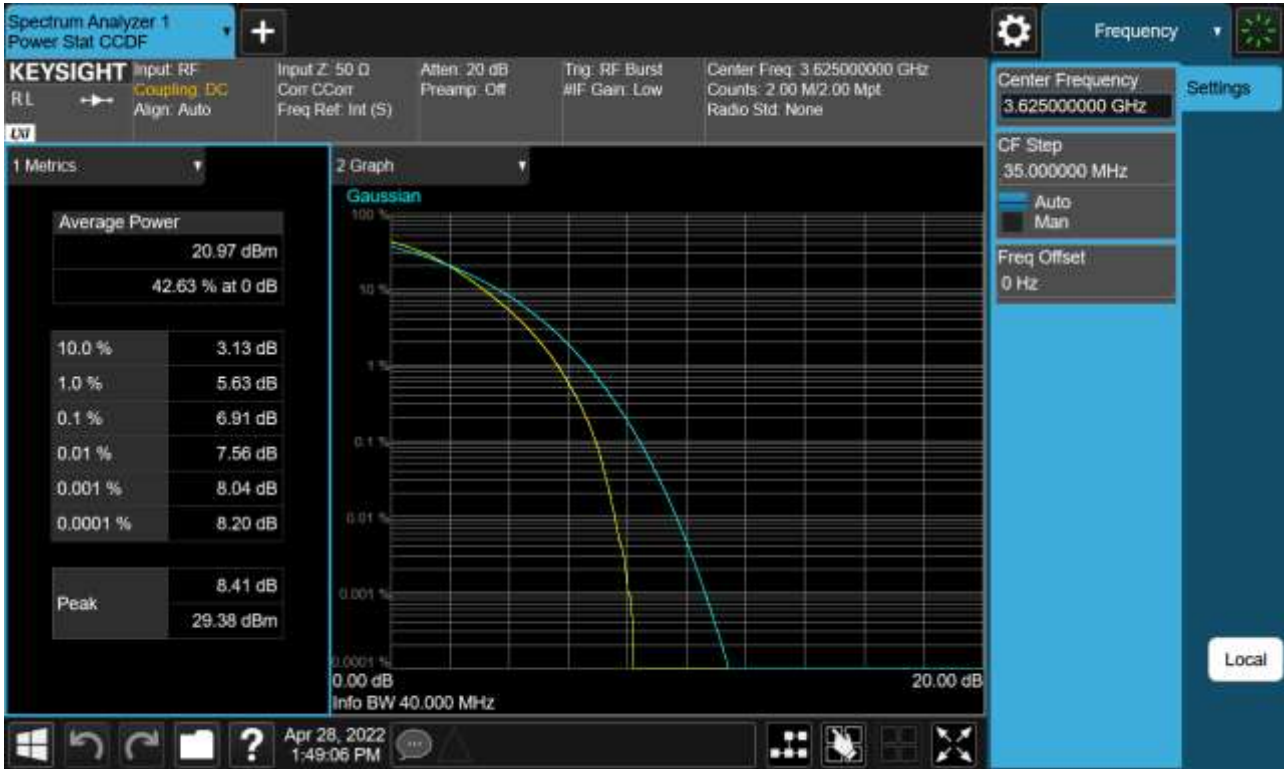 Spectrum Analyzer 1
Power Stat CCDF
Frequency
KEYSIGHT
RL
LXI
Input: RF
Coupling: DC
Align: Auto
Input Z: 50 Ω
Corr CCorr
Freq Ref: Int (S)
Atten: 20 dB
Preamp: Off
Trig: RF Burst
#IF Gain: Low
Center Freq: 3.625000000 GHz
Counts: 2.00 M/2.00 Mpt
Radio Std: None
Center Frequency
3.625000000 GHz
Settings
CF Step
35.000000 MHz
Auto
Man
Freq Offset
0 Hz
Local
1 Metrics
Average Power
20.97 dBm
42.63 % at 0 dB
10.0 % 3.13 dB
1.0 % 5.63 dB
0.1 % 6.91 dB
0.01 % 7.56 dB
0.001 % 8.04 dB
0.0001 % 8.20 dB
Peak
8.41 dB
29.38 dBm
2 Graph
Gaussian
100 %
10 %
1 %
0.1 %
0.01 %
0.001 %
0.0001 %
0.00 dB 20.00 dB
Info BW 40.000 MHz
? Apr 28, 2022
1:49:06 PM